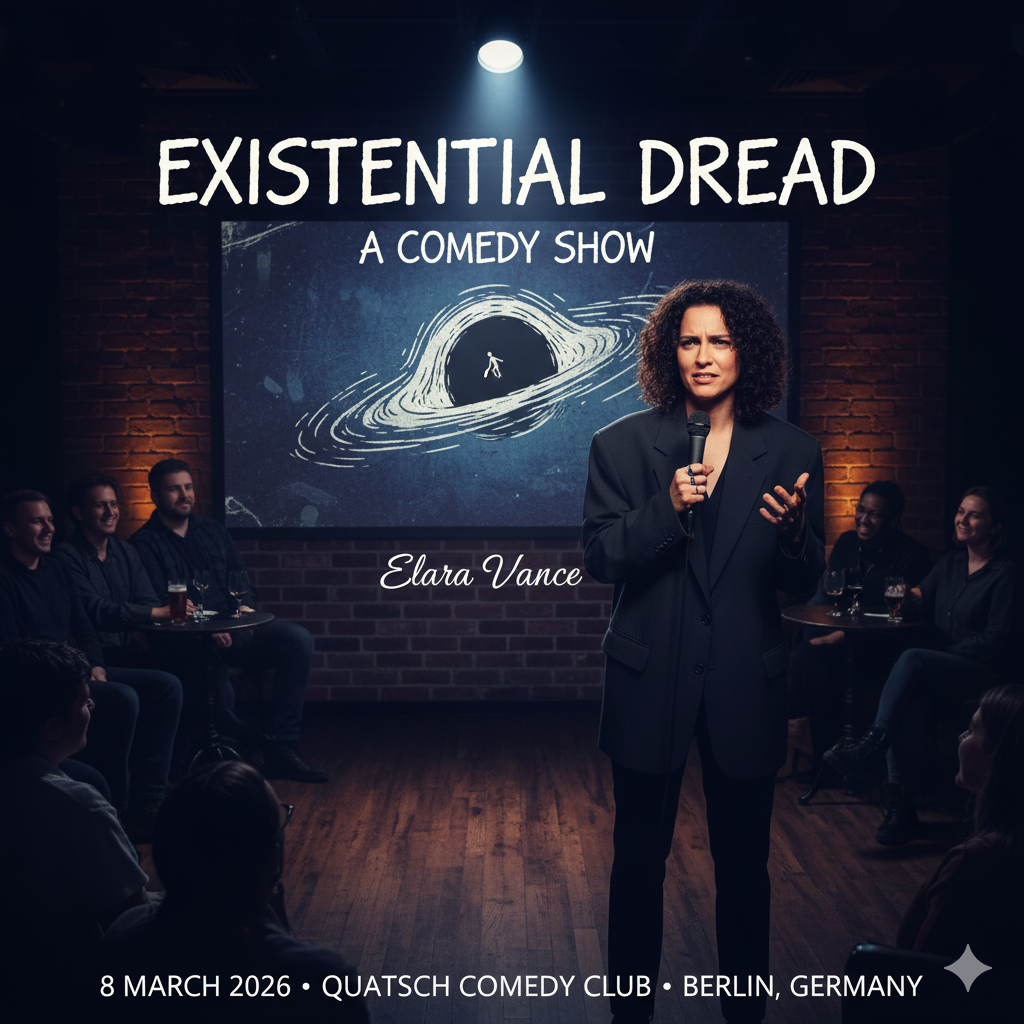 EXISTENTIAL DREAD
A COMEDY SHOW
Elara Vance
8 MARCH 2026 • QUATSCH COMEDY CLUB • BERLIN, GERMANY